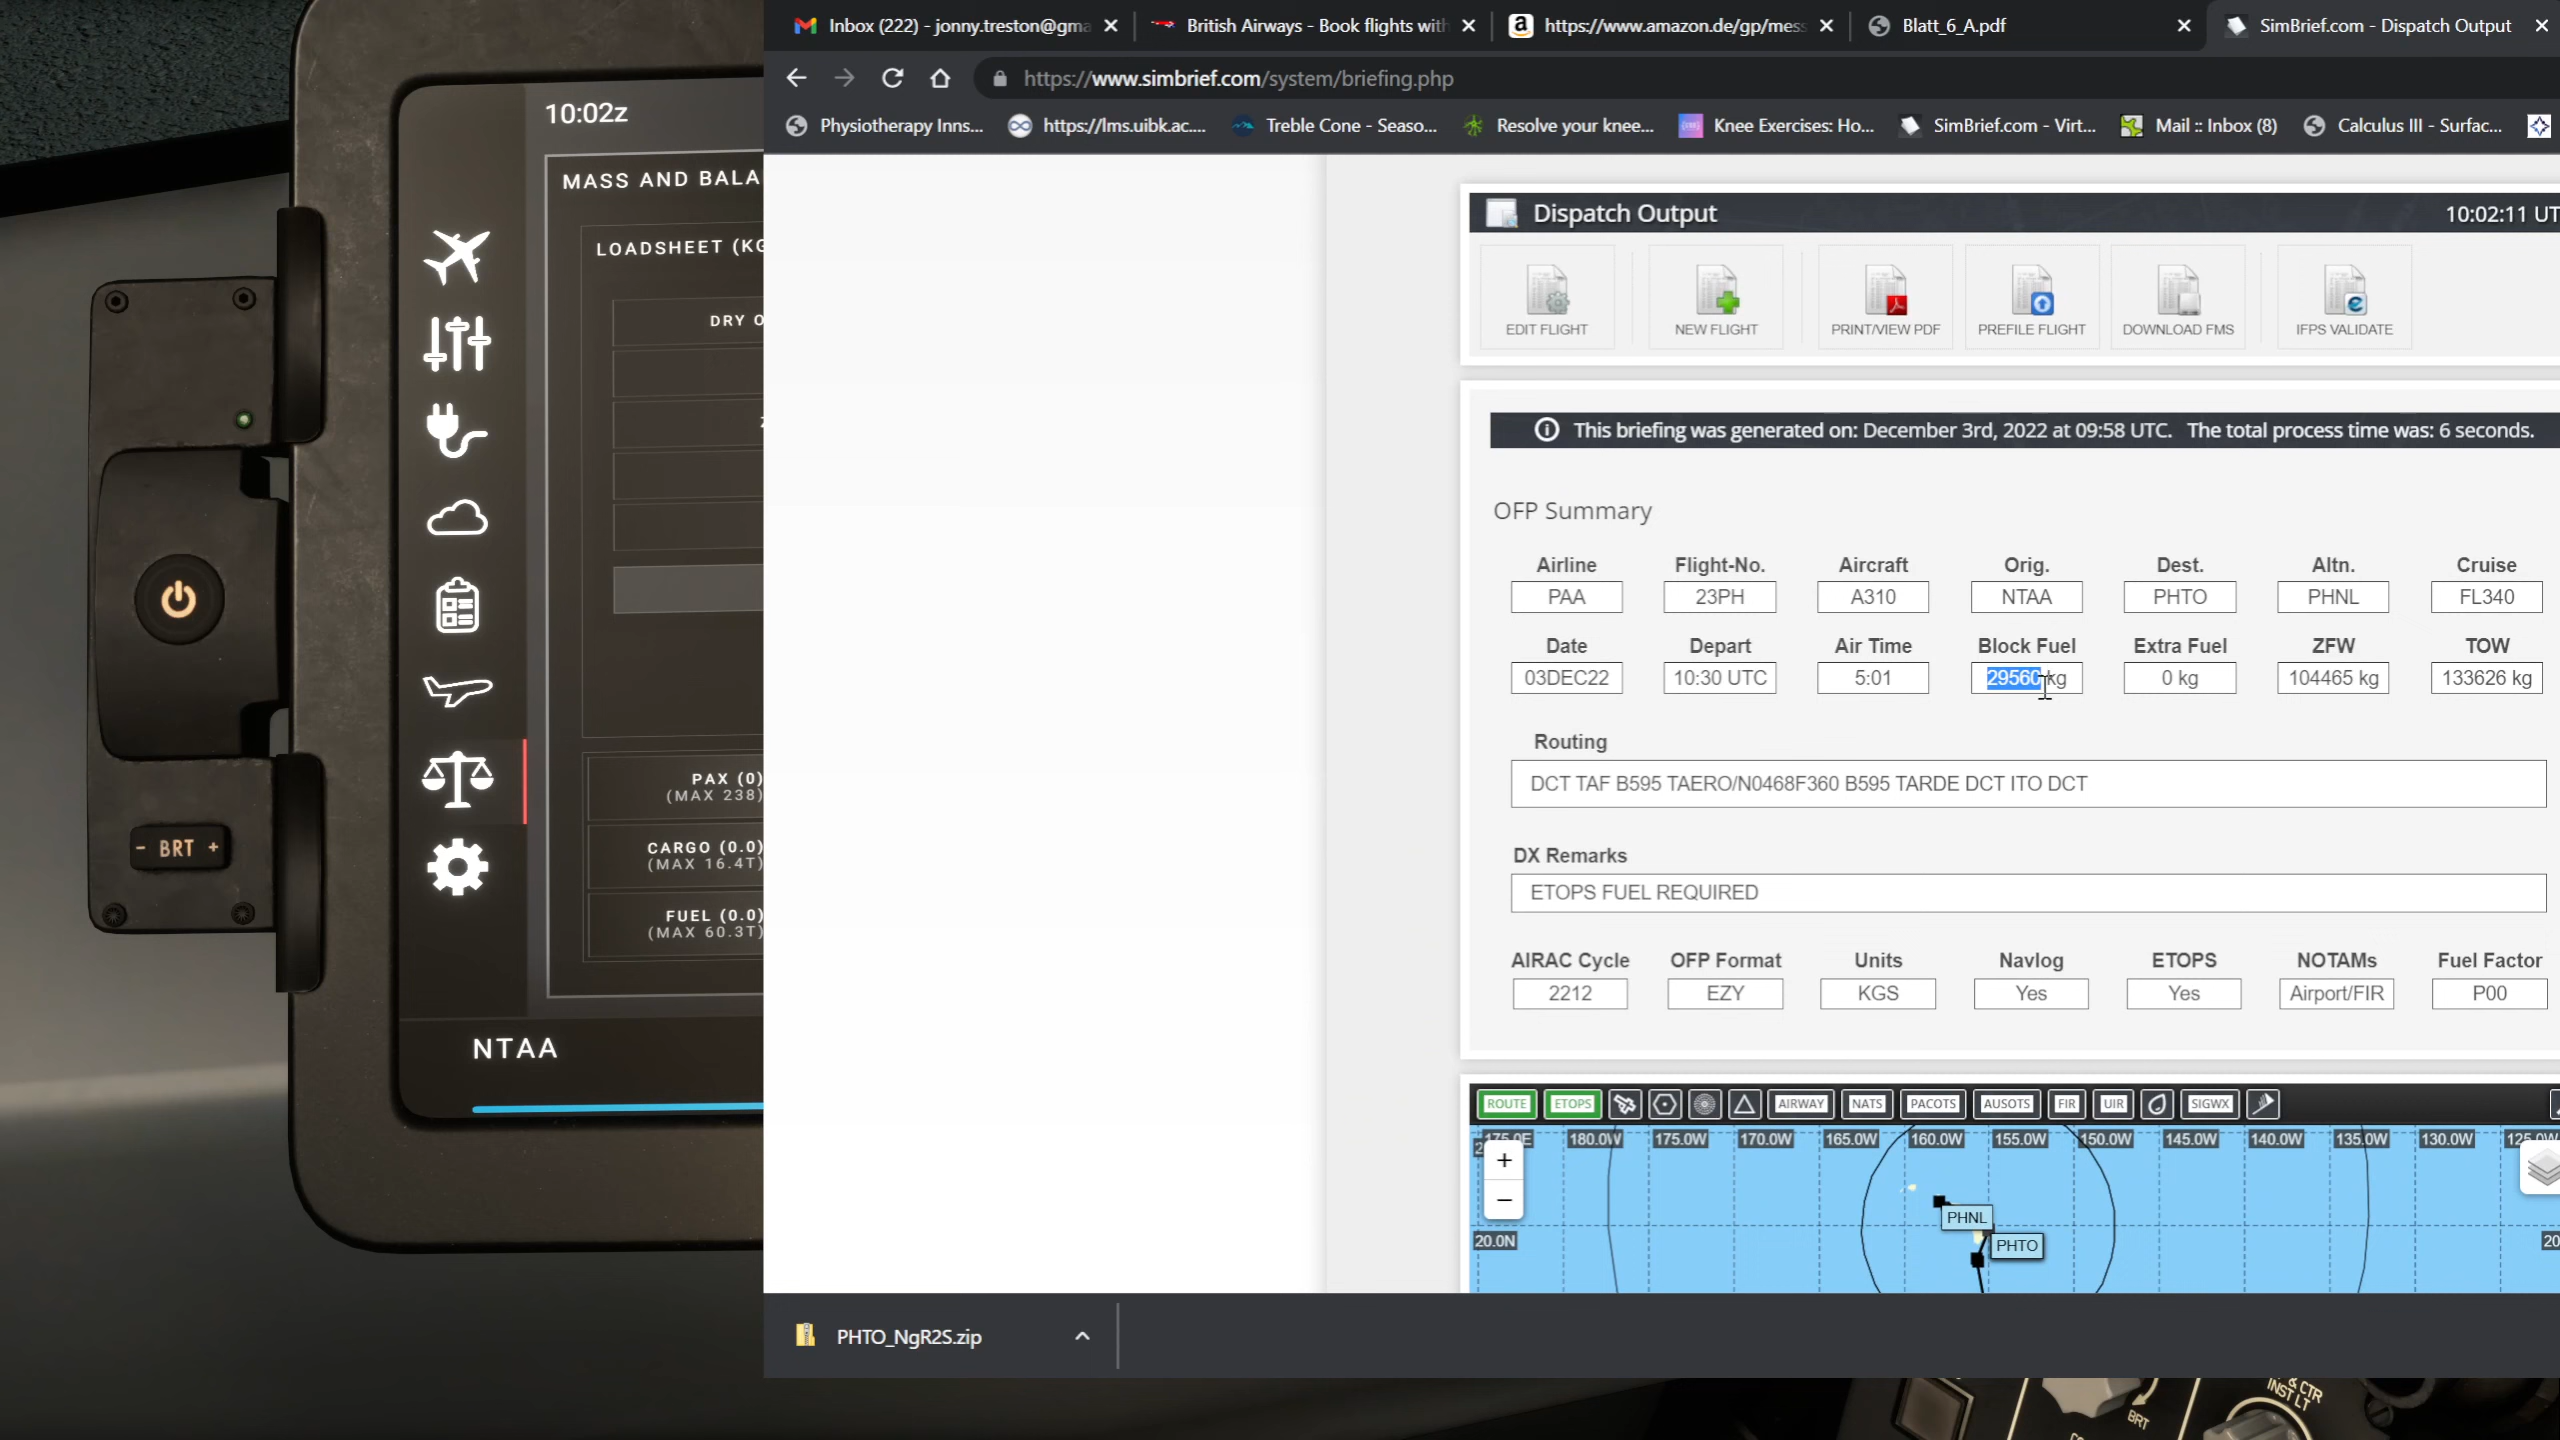 Inbox (222) - jonny.treston@gma
British Airways - Book flights with
https://www.amazon.de/gp/mess
Blatt_6_A.pdf
SimBrief.com - Dispatch Output
https://www.simbrief.com/system/briefing.php
Physiotherapy Inns...
https://lms.uibk.ac....
Treble Cone - Seaso...
Resolve your knee...
Knee Exercises: Ho...
SimBrief.com - Virt...
Mail :: Inbox (8)
Calculus III - Surfac...
10:02z
MASS AND BALA
LOADSHEET (KG
DRY O
PAX (0)
(MAX 238)
CARGO (0.0)
(MAX 16.4T)
FUEL (0.0)
(MAX 60.3T)
- BRT +
NTAA
Dispatch Output
10:02:11 UT
EDIT FLIGHT
NEW FLIGHT
PRINT/VIEW PDF
PREFILE FLIGHT
DOWNLOAD FMS
IFPS VALIDATE
This briefing was generated on: December 3rd, 2022 at 09:58 UTC. The total process time was: 6 seconds.
OFP Summary
Airline Flight-No. Aircraft Orig. Dest. Altn. Cruise
PAA 23PH A310 NTAA PHTO PHNL FL340
Date Depart Air Time Block Fuel Extra Fuel ZFW TOW
03DEC22 10:30 UTC 5:01 29560 kg 0 kg 104465 kg 133626 kg
Routing
DCT TAF B595 TAERO/N0468F360 B595 TARDE DCT ITO DCT
DX Remarks
ETOPS FUEL REQUIRED
AIRAC Cycle OFP Format Units Navlog ETOPS NOTAMs Fuel Factor
2212 EZY KGS Yes Yes Airport/FIR P00
ROUTE ETOPS AIRWAY NATS PACOTS AUSOTS FIR UIR SIGWX
175.0E 180.0W 175.0W 170.0W 165.0W 160.0W 155.0W 150.0W 145.0W 140.0W 135.0W 130.0W 125.0W
+
−
PHNL
PHTO
20.0N
20
PHTO_NgR2S.zip
& CTR
INST LT
BRT